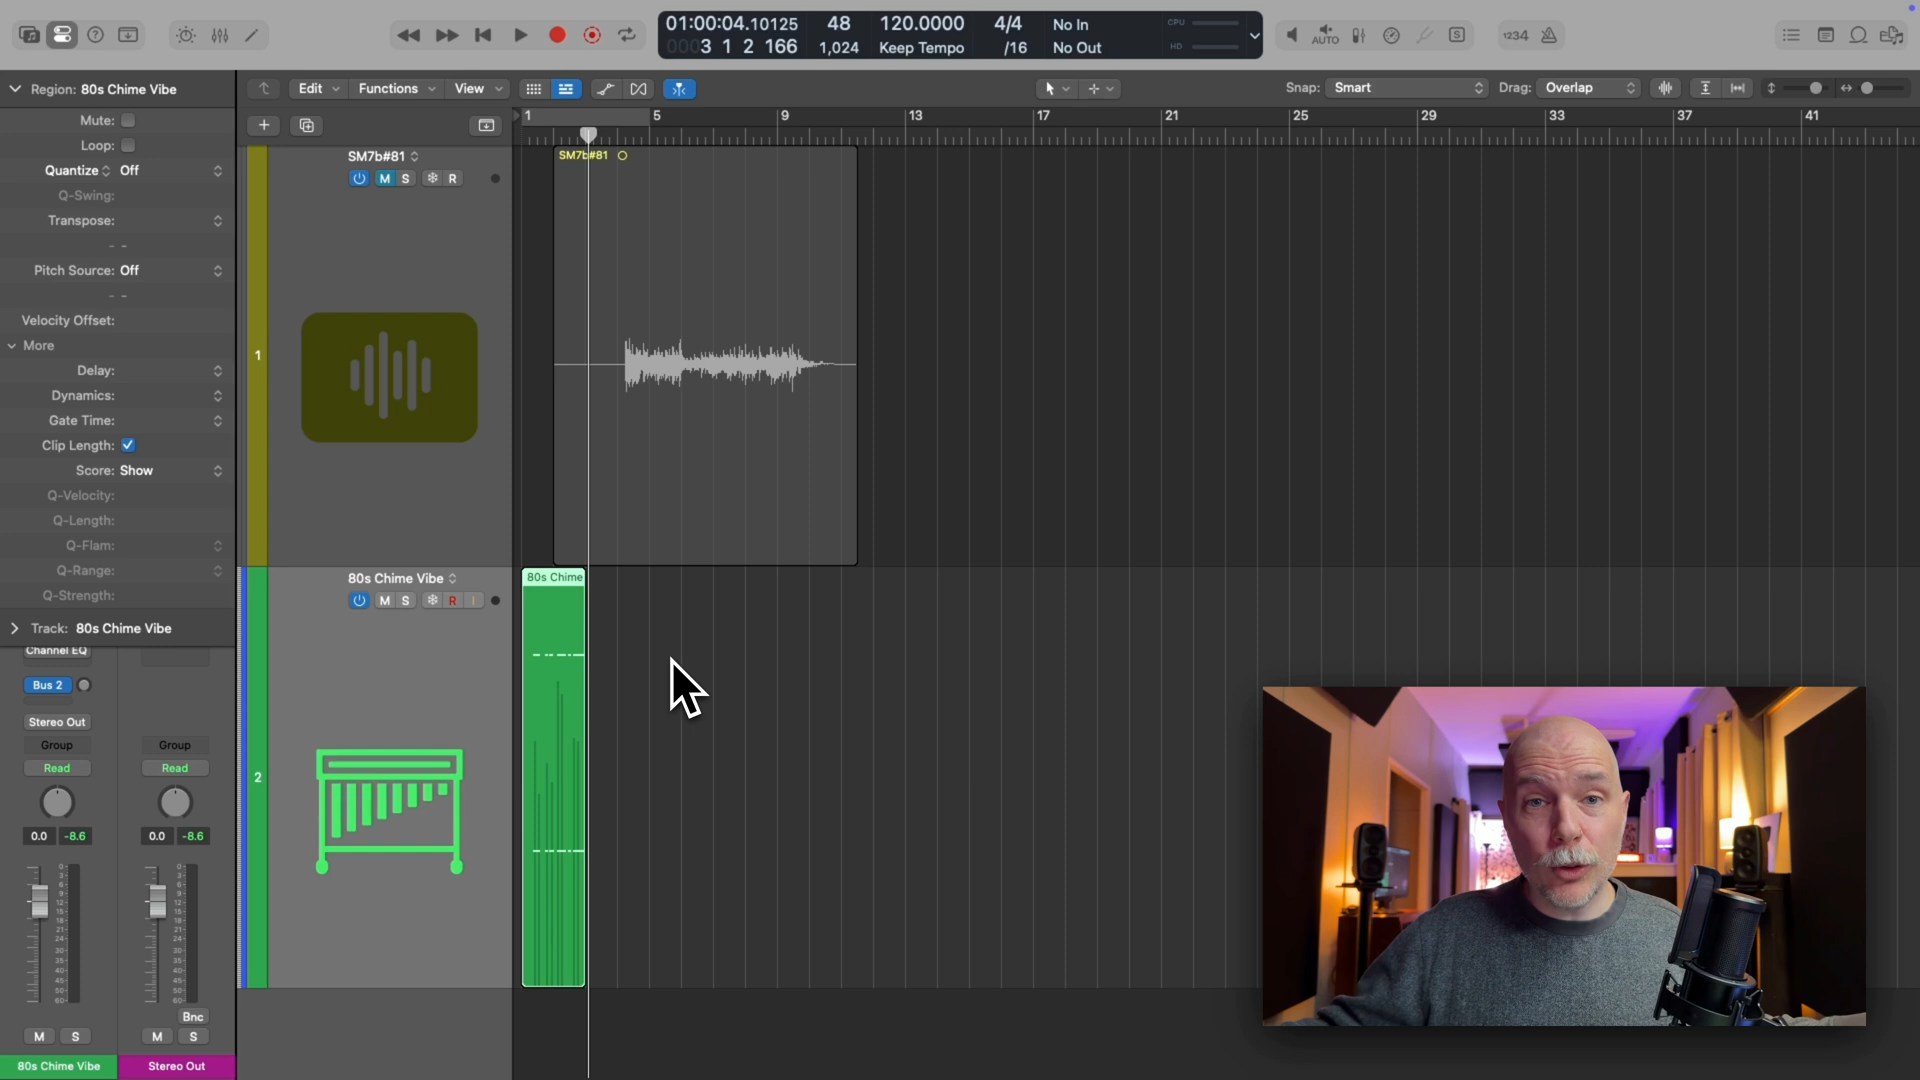 01:00:04.10125 48 120.0000 4/4 No In
0003 1 2 166 1,024 Keep Tempo /16 No Out
CPU
HD
AUTO
S
1234
Region: 80s Chime Vibe
Edit Functions View
Snap: Smart Drag: Overlap
1 5 9 13 17 21 25 29 33 37 41
Mute:
Loop:
Quantize Off
Q-Swing:
Transpose:
- -
Pitch Source: Off
- -
Velocity Offset:
More
Delay:
Dynamics:
Gate Time:
Clip Length:
Score: Show
Q-Velocity:
Q-Length:
Q-Flam:
Q-Range:
Q-Strength:
Track: 80s Chime Vibe
Channel EQ
Bus 2
Stereo Out
Group Group
Read Read
0.0 -8.6 0.0 -8.6
Bnc
M S M S
80s Chime Vibe Stereo Out
1
SM7b#81
M S R
SM7b#81
2
80s Chime Vibe
M S R I
80s Chime